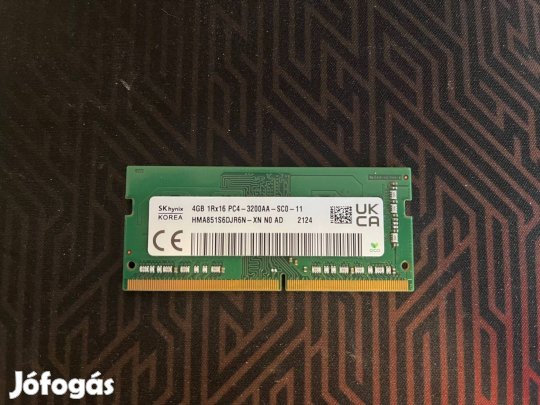 SK hynix 4GB 1Rx16 PC4-3200AA-SC0-11
KOREA HMA851S6DJR6N-XN N0 AD 2124
CE
UK
CA
Jófogás